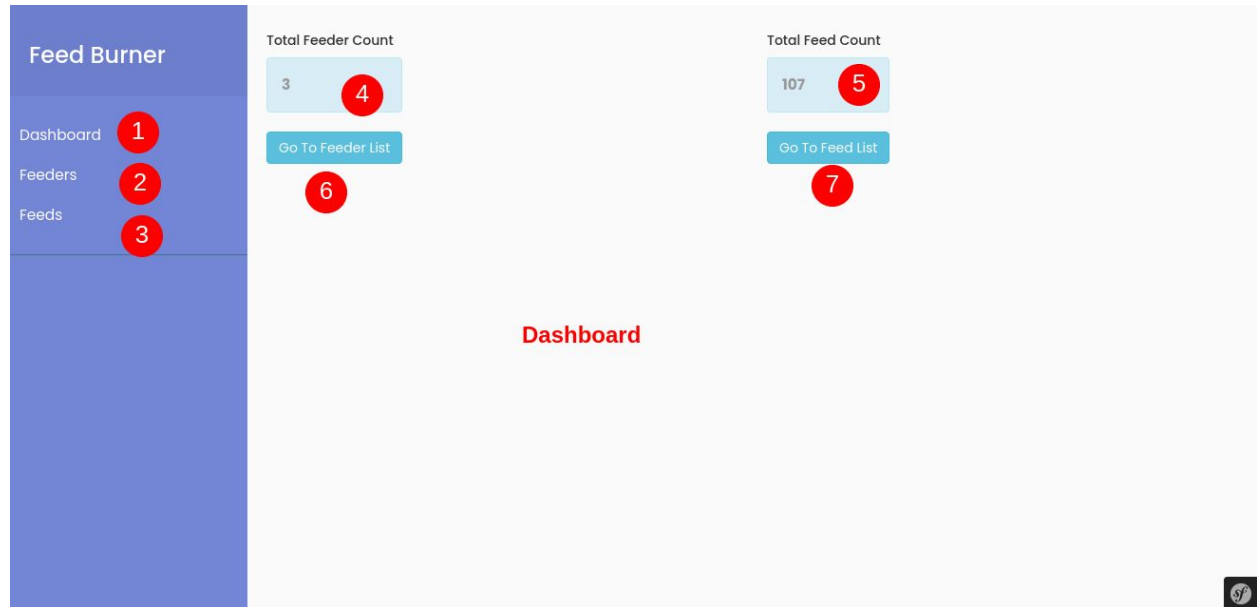 Feed Burner
Dashboard 1
Feeders 2
Feeds 3
Total Feeder Count
3 4
Go To Feeder List
6
Total Feed Count
107 5
Go To Feed List
7
Dashboard
sf